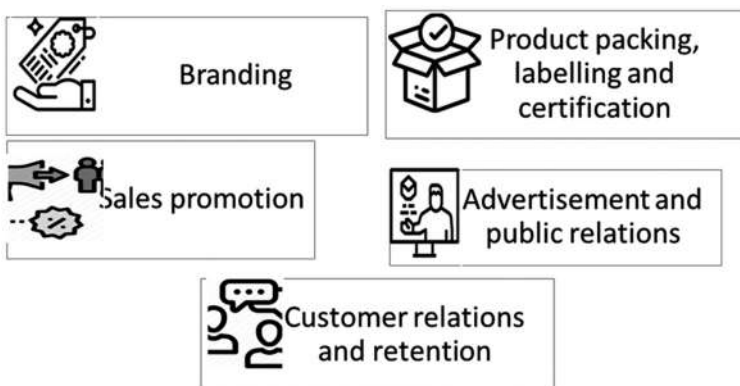 Branding
Product packing,
labelling and
certification
Sales promotion
Advertisement and
public relations
Customer relations
and retention